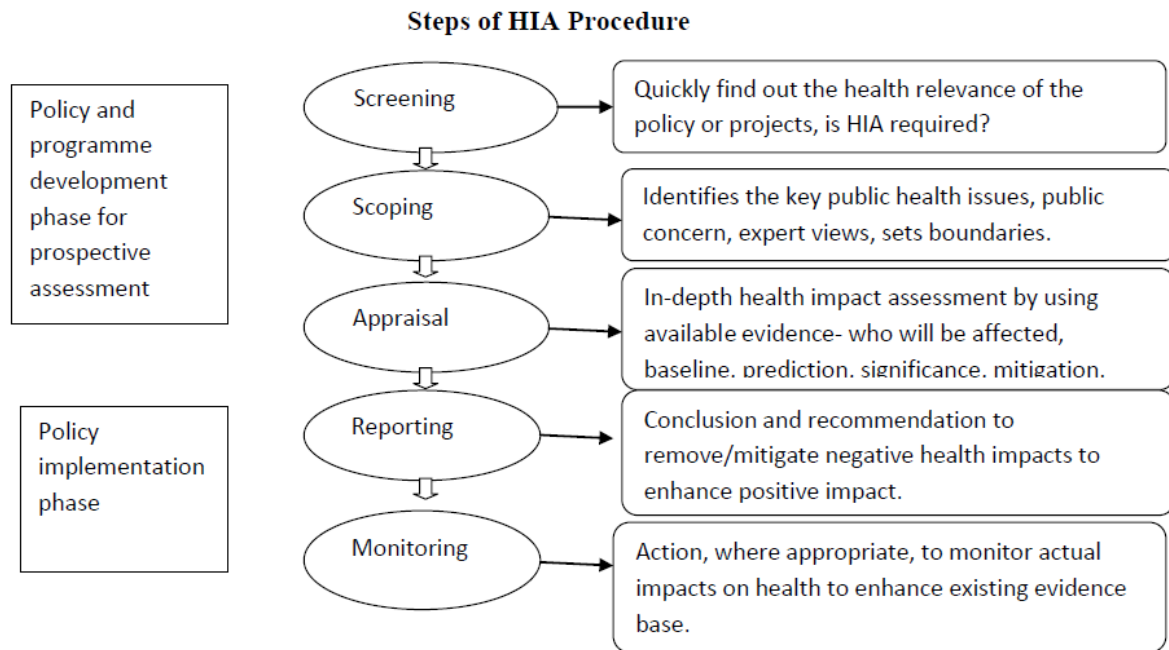 Steps of HIA Procedure
Policy and
programme
development
phase for
prospective
assessment
Screening
Quickly find out the health relevance of the
policy or projects, is HIA required?
Scoping
Identifies the key public health issues, public
concern, expert views, sets boundaries.
Appraisal
In-depth health impact assessment by using
available evidence- who will be affected,
baseline, prediction, significance, mitigation.
Policy
implementation
phase
Reporting
Conclusion and recommendation to
remove/mitigate negative health impacts to
enhance positive impact.
Monitoring
Action, where appropriate, to monitor actual
impacts on health to enhance existing evidence
base.